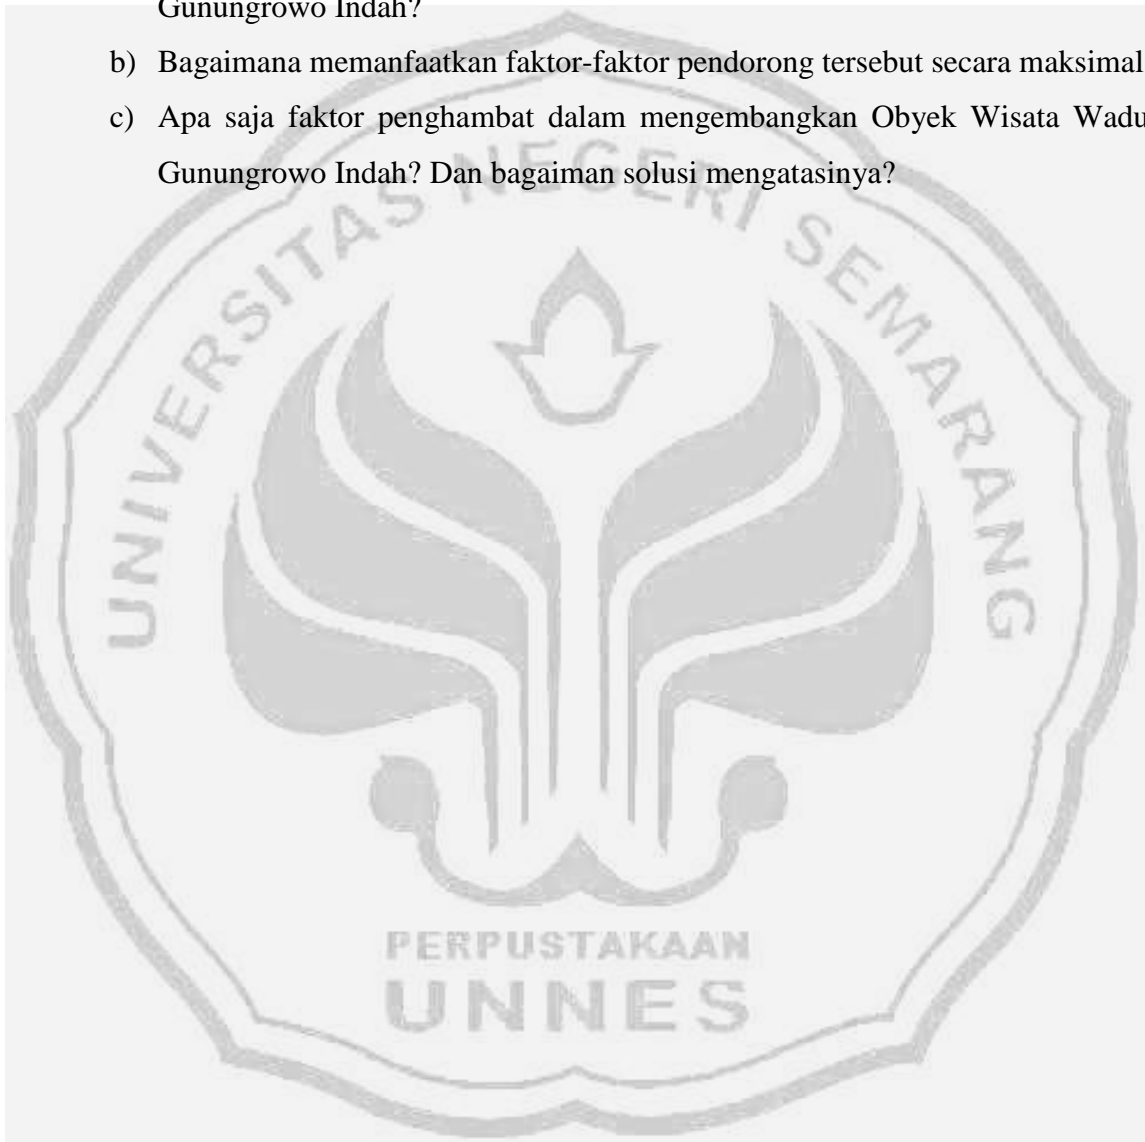 Gunungrowo Indah?
b) Bagaimana memanfaatkan faktor-faktor pendorong tersebut secara maksimal
c) Apa saja faktor penghambat dalam mengembangkan Obyek Wisata Wadu
Gunungrowo Indah? Dan bagaiman solusi mengatasinya?
UNIVERSITAS NEGERI SEMARANG
PERPUSTAKAAN
UNNES